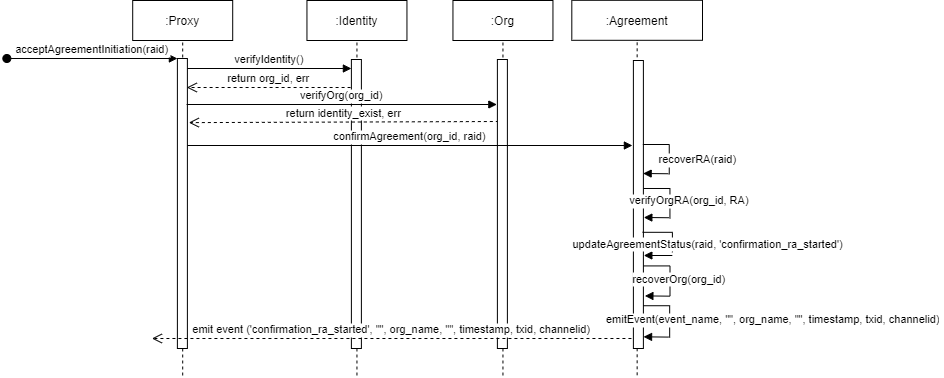 :Proxy
:Identity
:Org
:Agreement
acceptAgreementInitiation(raid)
verifyIdentity()
return org_id, err
verifyOrg(org_id)
return identity_exist, err
confirmAgreement(org_id, raid)
recoverRA(raid)
verifyOrgRA(org_id, RA)
updateAgreementStatus(raid, 'confirmation_ra_started')
recoverOrg(org_id)
emitEvent(event_name, "", org_name, "", timestamp, txid, channelid)
emit event ('confirmation_ra_started', "", org_name, "", timestamp, txid, channelid)